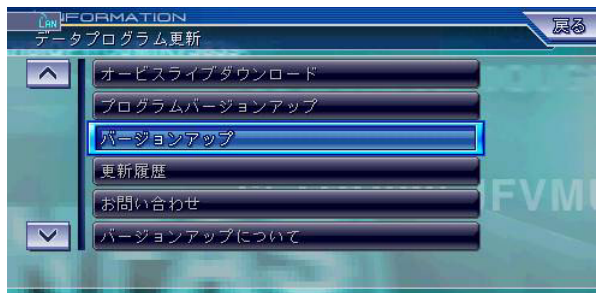 LAN
INFORMATION
データプログラム更新
戻る
オービスライブダウンロード
プログラムバージョンアップ
バージョンアップ
更新履歴
お問い合わせ
バージョンアップについて